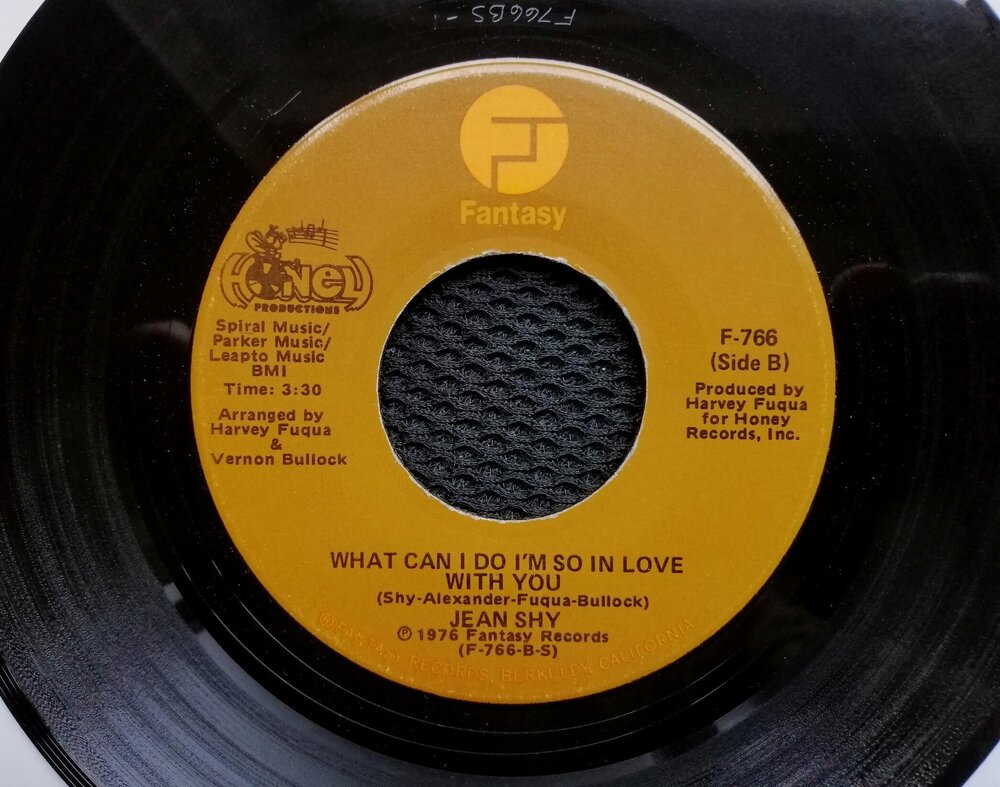 F766BS -1
Fantasy
HONEY
PRODUCTIONS
Spiral Music/
Parker Music/
Leapto Music
BMI
Time: 3:30
Arranged by
Harvey Fuqua
&
Vernon Bullock
F-766
(Side B)
Produced by
Harvey Fuqua
for Honey
Records, Inc.
WHAT CAN I DO I'M SO IN LOVE
WITH YOU
(Shy-Alexander-Fuqua-Bullock)
JEAN SHY
℗ 1976 Fantasy Records
(F-766-B-S)
® FANTASY RECORDS, BERKELEY, CALIFORNIA